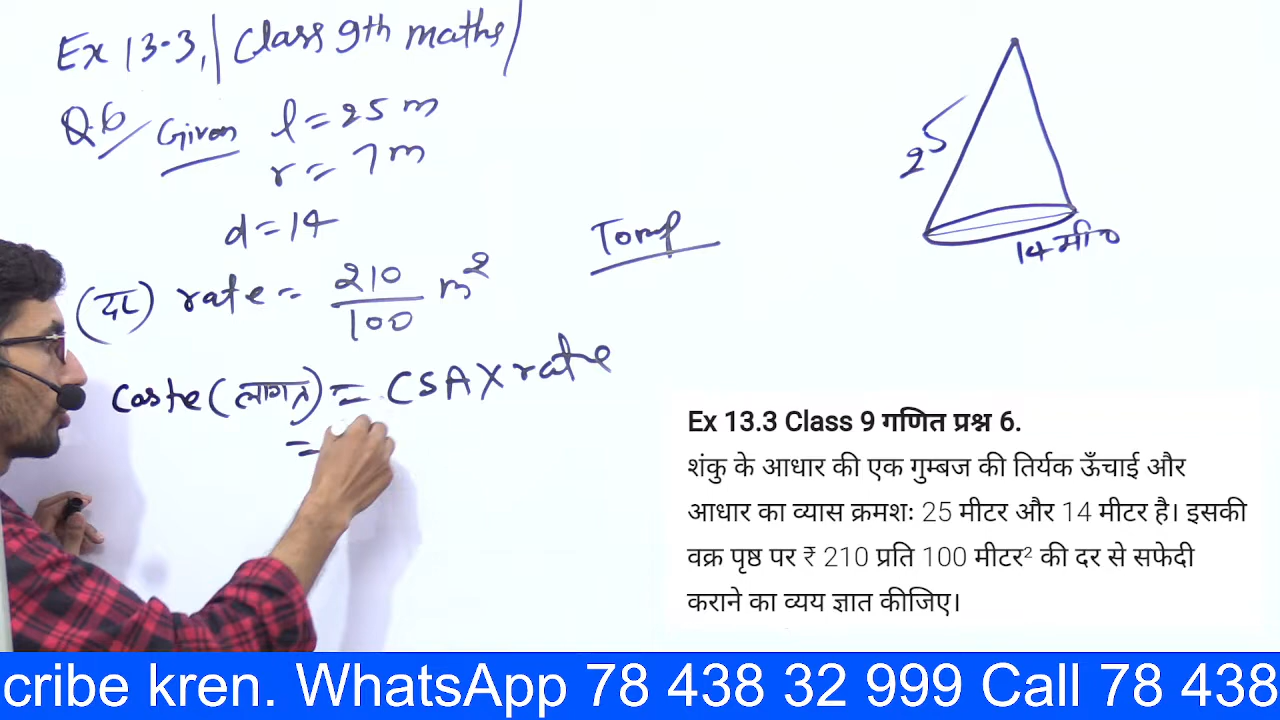 Ex 13.3, | Class 9th maths |
Q.6 Given l = 25 m
r = 7 m
d = 14
(दर) rate = 210/100 m²
Coste (लागत) = CSA X rate
=
25
14 मी०
Ex 13.3 Class 9 गणित प्रश्न 6.
शंकु के आधार की एक गुम्बज की तिर्यक ऊँचाई और
आधार का व्यास क्रमशः 25 मीटर और 14 मीटर है। इसकी
वक्र पृष्ठ पर ₹ 210 प्रति 100 मीटर² की दर से सफेदी
कराने का व्यय ज्ञात कीजिए।
cribe kren. WhatsApp 78 438 32 999 Call 78 438